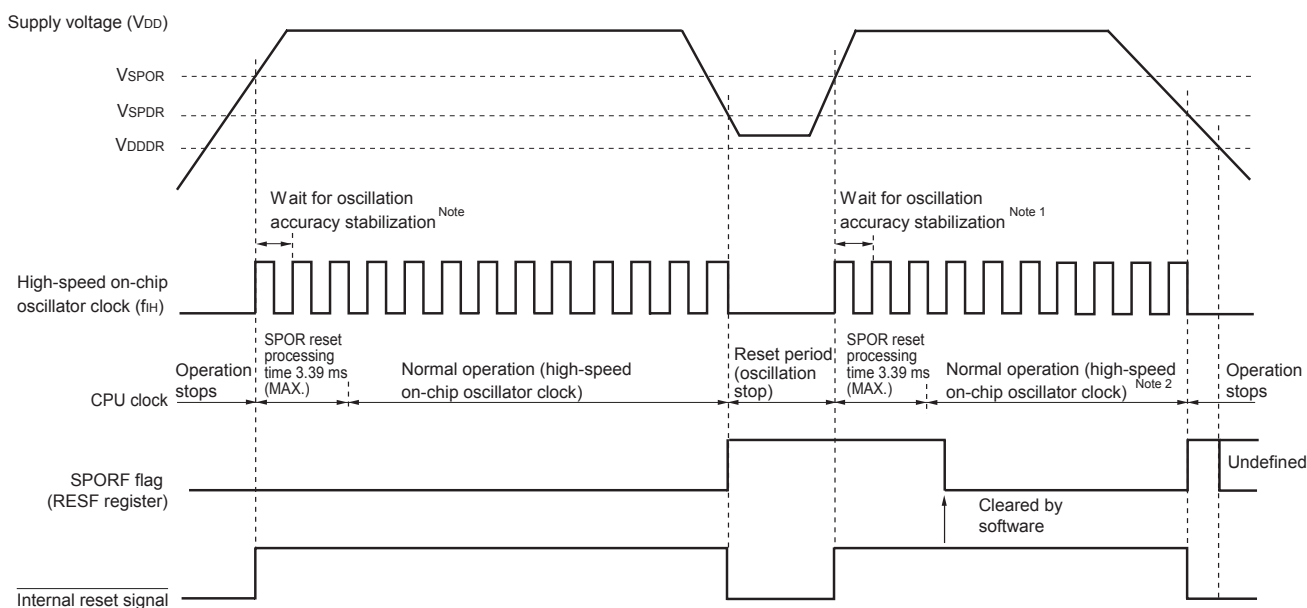 Supply voltage (VDD)
VSPOR
VSPDR
VDDDR
Wait for oscillation
accuracy stabilization Note
Wait for oscillation
accuracy stabilization Note 1
High-speed on-chip
oscillator clock (fIH)
SPOR reset
processing
time 3.39 ms
(MAX.)
Operation
stops
Normal operation (high-speed
on-chip oscillator clock)
Reset period
(oscillation
stop)
SPOR reset
processing
time 3.39 ms
(MAX.)
Normal operation (high-speed
on-chip oscillator clock) Note 2
Operation
stops
CPU clock
SPORF flag
(RESF register)
Undefined
Cleared by
software
Internal reset signal